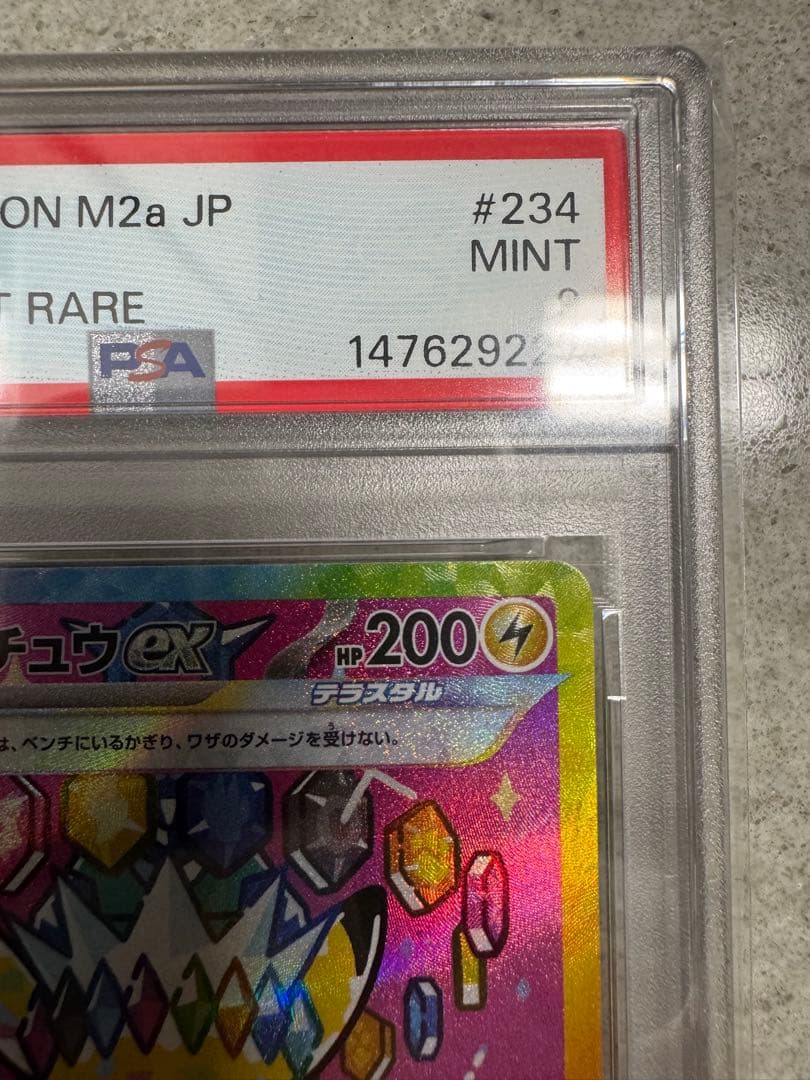 ON M2a JP #234
MINT
T RARE
PSA 14762922
チュウex HP200
テラスタル
は、ベンチにいるかぎり、ワザのダメージを受けない。
う